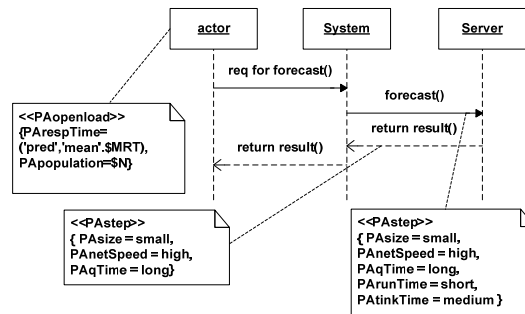 actor
System
Server
req for forecast()
forecast()
return result()
return result()
<<PAopenload>>
{PArespTime=
('pred','mean'.$MRT),
PApopulation=$N}
<<PAstep>>
{ PAsize = small,
PAnetSpeed = high,
PAqTime = long}
<<PAstep>>
{ PAsize = small,
PAnetSpeed = high,
PAqTime = long,
PArunTime = short,
PAtinkTime = medium }